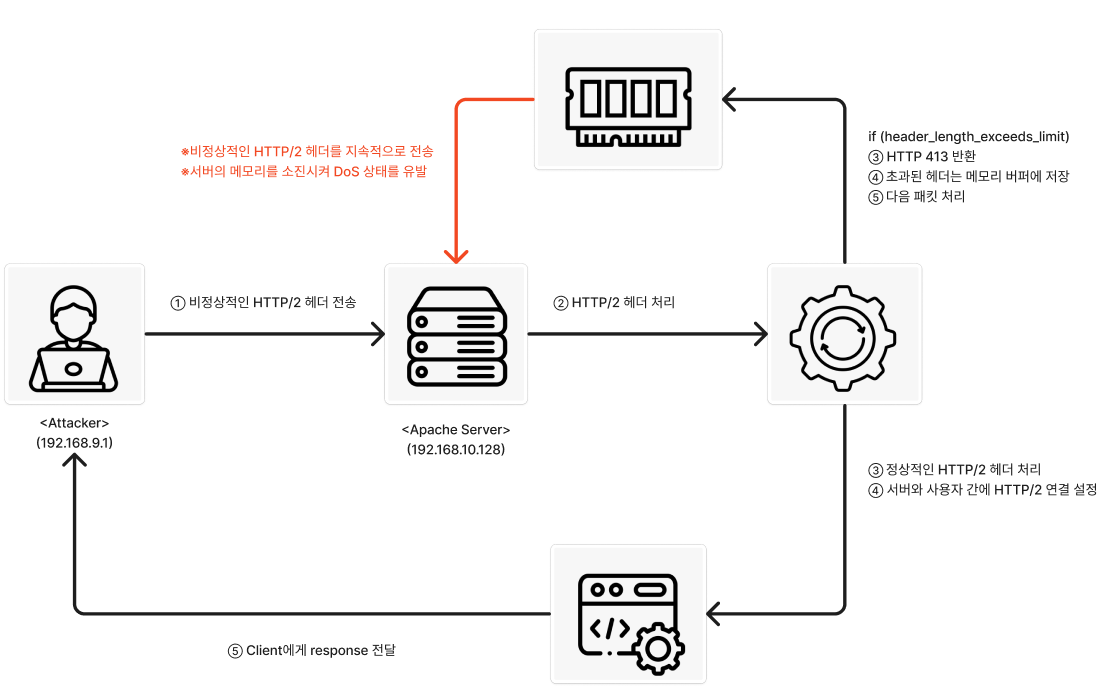 if (header_length_exceeds_limit)
③ HTTP 413 반환
④ 초과된 헤더는 메모리 버퍼에 저장
⑤ 다음 패킷 처리
※비정상적인 HTTP/2 헤더를 지속적으로 전송
※서버의 메모리를 소진시켜 DoS 상태를 유발
① 비정상적인 HTTP/2 헤더 전송
② HTTP/2 헤더 처리
<Attacker>
(192.168.9.1)
<Apache Server>
(192.168.10.128)
③ 정상적인 HTTP/2 헤더 처리
④ 서버와 사용자 간에 HTTP/2 연결 설정
⑤ Client에게 response 전달